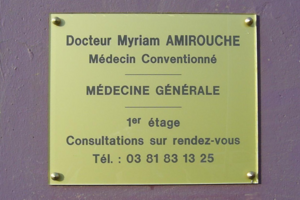 Docteur Myriam AMIROUCHE
Médecin Conventionné
MÉDECINE GÉNÉRALE
1er étage
Consultations sur rendez-vous
Tél. : 03 81 83 13 25